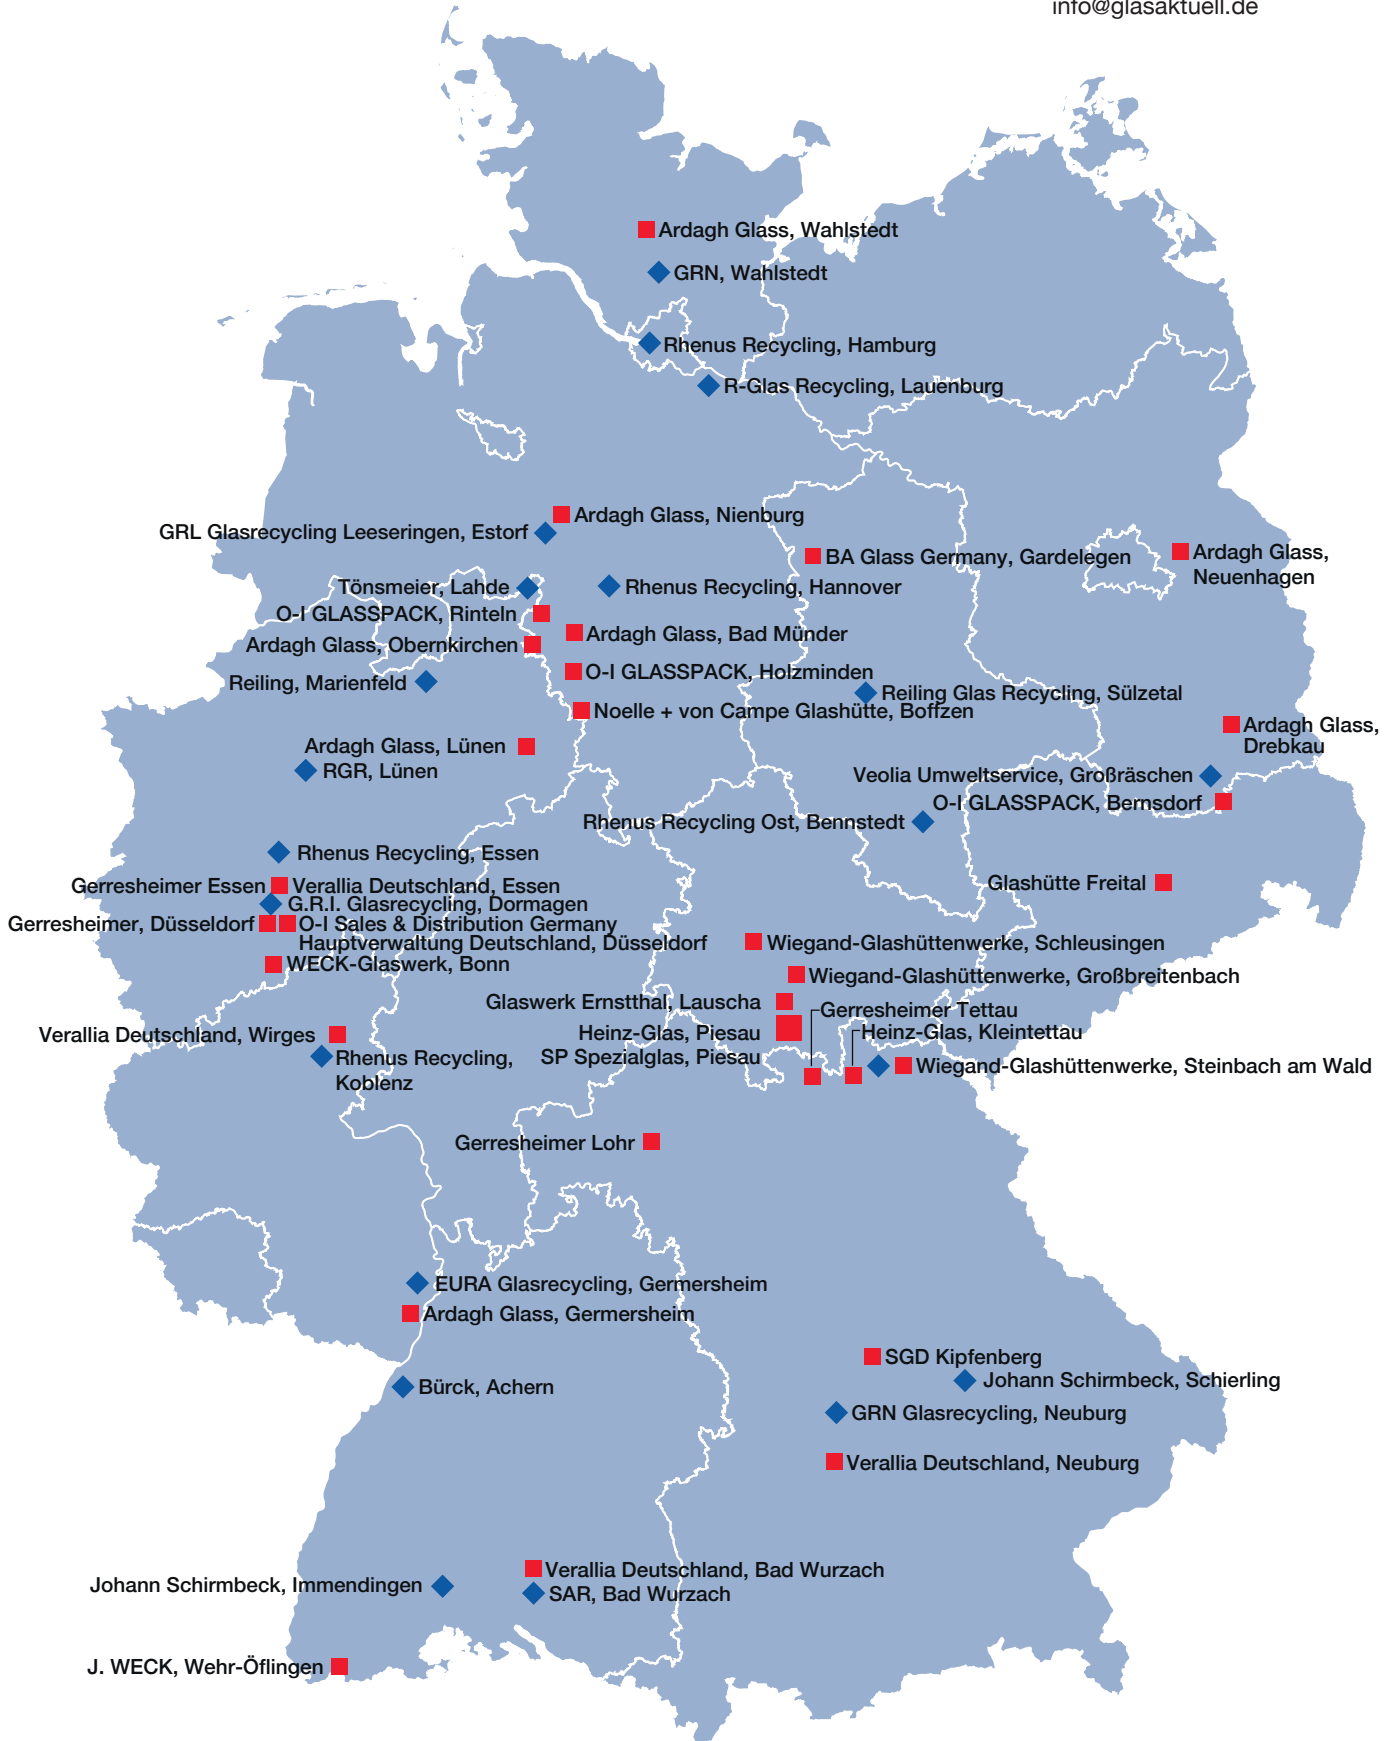 info@glasaktuell.de
Ardagh Glass, Wahlstedt
GRN, Wahlstedt
Rhenus Recycling, Hamburg
R-Glas Recycling, Lauenburg
Ardagh Glass, Nienburg
GRL Glasrecycling Leeseringen, Estorf
BA Glass Germany, Gardelegen
Ardagh Glass,
Neuenhagen
Tönsmeier, Lahde
Rhenus Recycling, Hannover
O-I GLASSPACK, Rinteln
Ardagh Glass, Bad Münder
Ardagh Glass, Obernkirchen
O-I GLASSPACK, Holzminden
Reiling, Marienfeld
Reiling Glas Recycling, Sülzetal
Noelle + von Campe Glashütte, Boffzen
Ardagh Glass,
Drebkau
Ardagh Glass, Lünen
RGR, Lünen
Veolia Umweltservice, Großräschen
O-I GLASSPACK, Bernsdorf
Rhenus Recycling Ost, Bennstedt
Rhenus Recycling, Essen
Gerresheimer Essen
Verallia Deutschland, Essen
Glashütte Freital
G.R.I. Glasrecycling, Dormagen
Gerresheimer, Düsseldorf
O-I Sales & Distribution Germany
Hauptverwaltung Deutschland, Düsseldorf
Wiegand-Glashüttenwerke, Schleusingen
WECK-Glaswerk, Bonn
Wiegand-Glashüttenwerke, Großbreitenbach
Glaswerk Ernstthal, Lauscha
Gerresheimer Tettau
Heinz-Glas, Piesau
Heinz-Glas, Kleintettau
Verallia Deutschland, Wirges
SP Spezialglas, Piesau
Rhenus Recycling,
Koblenz
Wiegand-Glashüttenwerke, Steinbach am Wald
Gerresheimer Lohr
EURA Glasrecycling, Germersheim
Ardagh Glass, Germersheim
SGD Kipfenberg
Johann Schirmbeck, Schierling
Bürck, Achern
GRN Glasrecycling, Neuburg
Verallia Deutschland, Neuburg
Verallia Deutschland, Bad Wurzach
Johann Schirmbeck, Immendingen
SAR, Bad Wurzach
J. WECK, Wehr-Öflingen